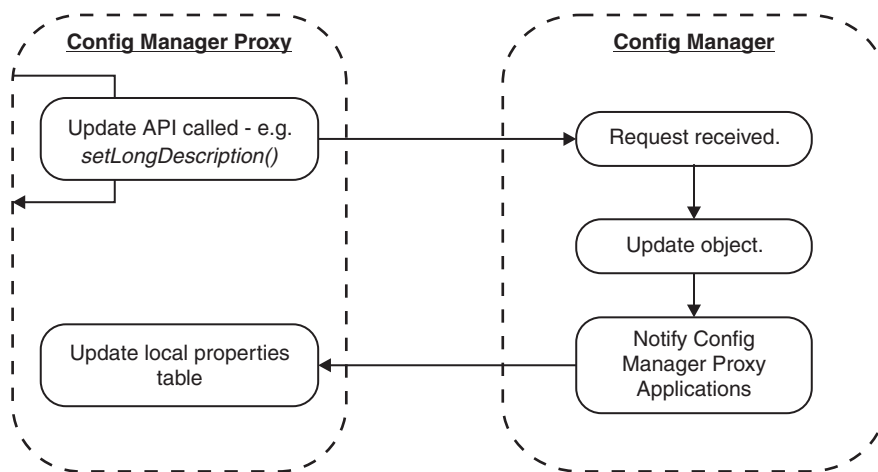 Config Manager Proxy
Update API called - e.g.
setLongDescription()
Update local properties
table
Config Manager
Request received.
Update object.
Notify Config
Manager Proxy
Applications